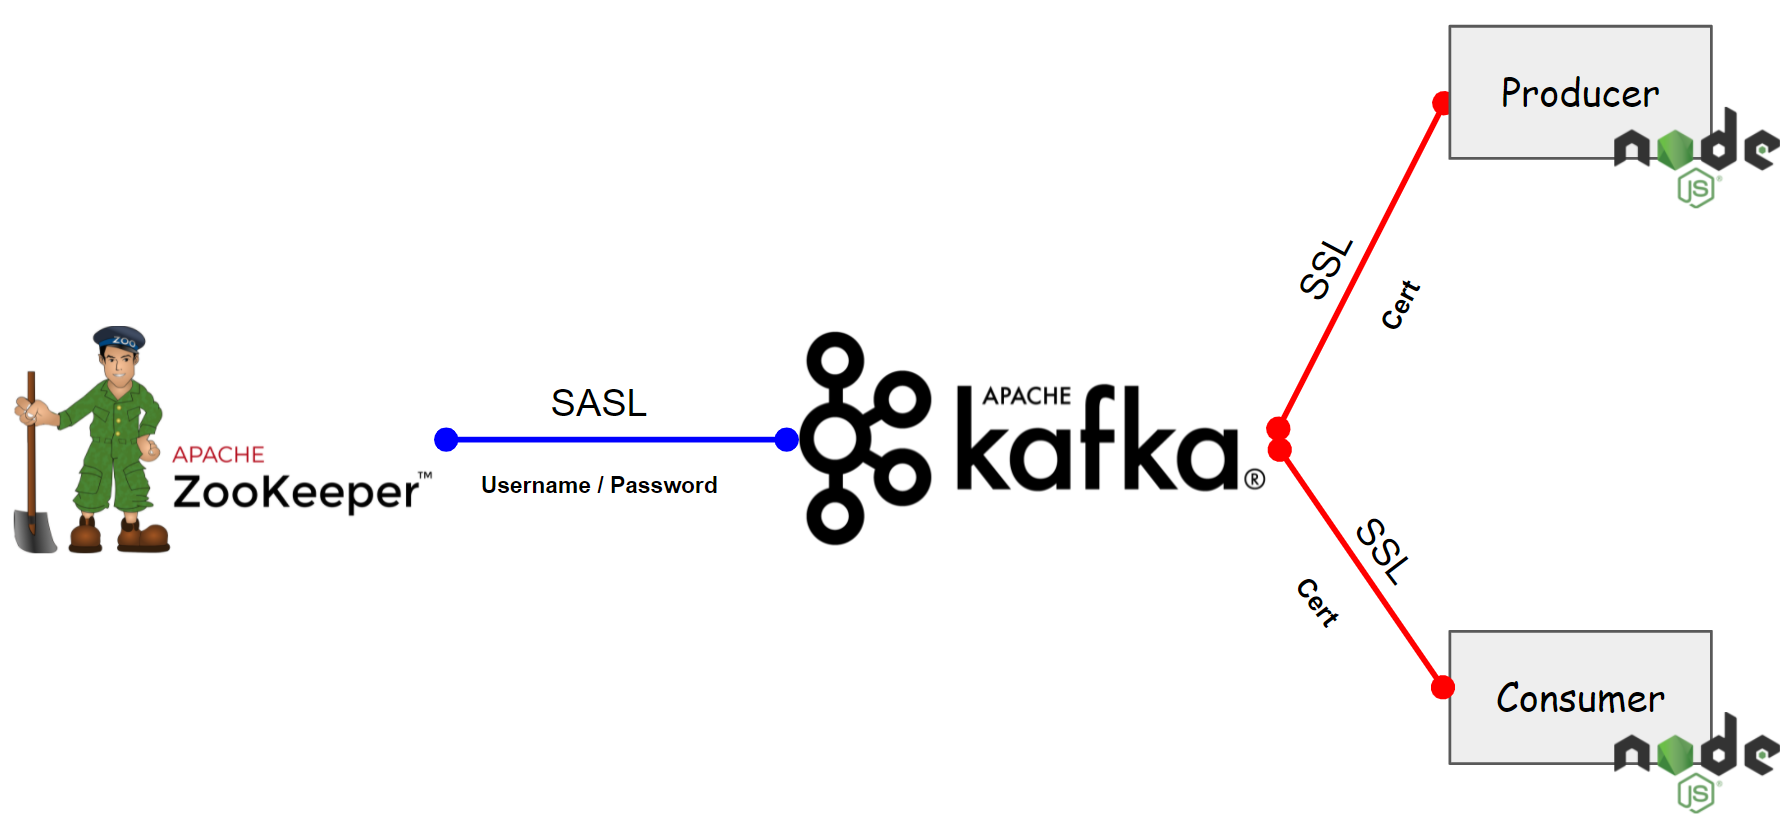 ZOO
APACHE
ZooKeeper™
SASL
Username / Password
APACHE
kafka®
SSL
Cert
Producer
node
JS®
SSL
Cert
Consumer
node
JS®